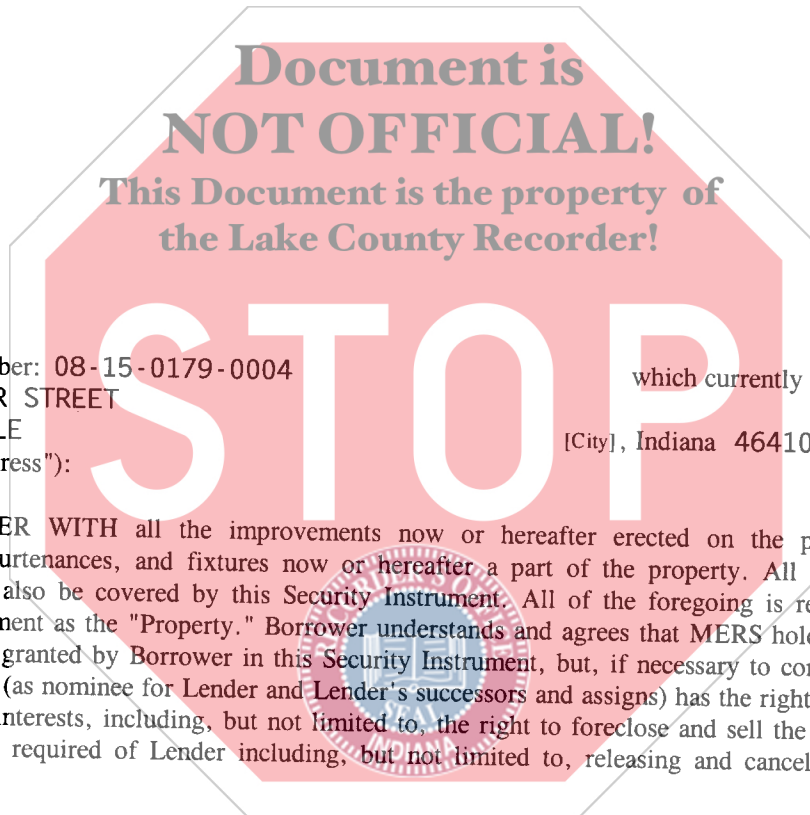 Document is
NOT OFFICIAL!
This Document is the property of
the Lake County Recorder!
STOP
ber: 08-15-0179-0004 which currently
R STREET
LE [City], Indiana 46410
ress"):
ER WITH all the improvements now or hereafter erected on the p
urtenances, and fixtures now or hereafter a part of the property. All
also be covered by this Security Instrument. All of the foregoing is re
ment as the "Property." Borrower understands and agrees that MERS hold
granted by Borrower in this Security Instrument, but, if necessary to co
(as nominee for Lender and Lender's successors and assigns) has the right
nterests, including, but not limited to, the right to foreclose and sell the
required of Lender including, but not limited to, releasing and cancel
SEAL
INDIANA